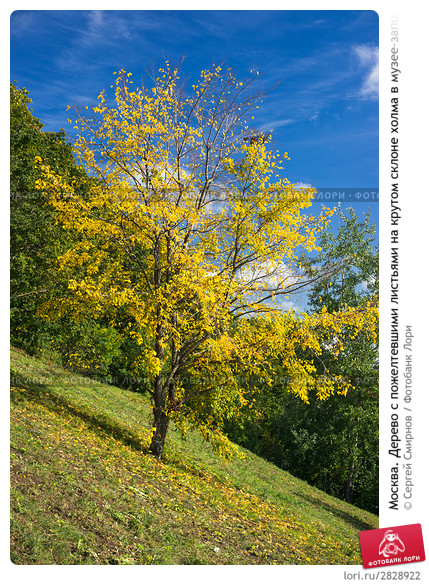 Москва. Дерево с пожелтевшими листьями на крутом склоне холма в музее-запо
© Сергей Смирнов / Фотобанк Лори
ФОТОБАНК ЛОРИ
lori.ru/2828922